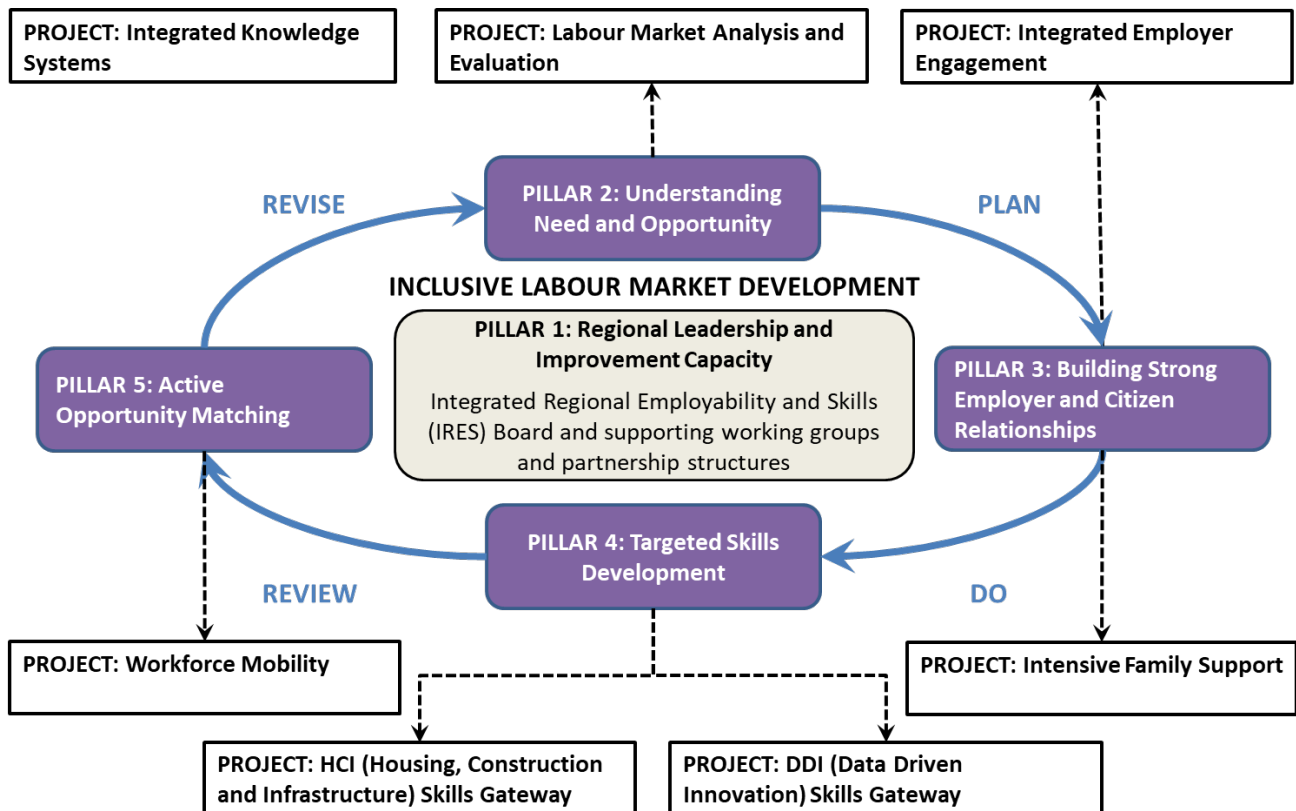 PROJECT: Integrated Knowledge
Systems
PROJECT: Labour Market Analysis and
Evaluation
PROJECT: Integrated Employer
Engagement
REVISE
PILLAR 2: Understanding
Need and Opportunity
PLAN
INCLUSIVE LABOUR MARKET DEVELOPMENT
PILLAR 1: Regional Leadership and
Improvement Capacity
Integrated Regional Employability and Skills
(IRES) Board and supporting working groups
and partnership structures
PILLAR 5: Active
Opportunity Matching
PILLAR 3: Building Strong
Employer and Citizen
Relationships
PILLAR 4: Targeted Skills
Development
REVIEW
DO
PROJECT: Workforce Mobility
PROJECT: Intensive Family Support
PROJECT: HCI (Housing, Construction
and Infrastructure) Skills Gateway
PROJECT: DDI (Data Driven
Innovation) Skills Gateway